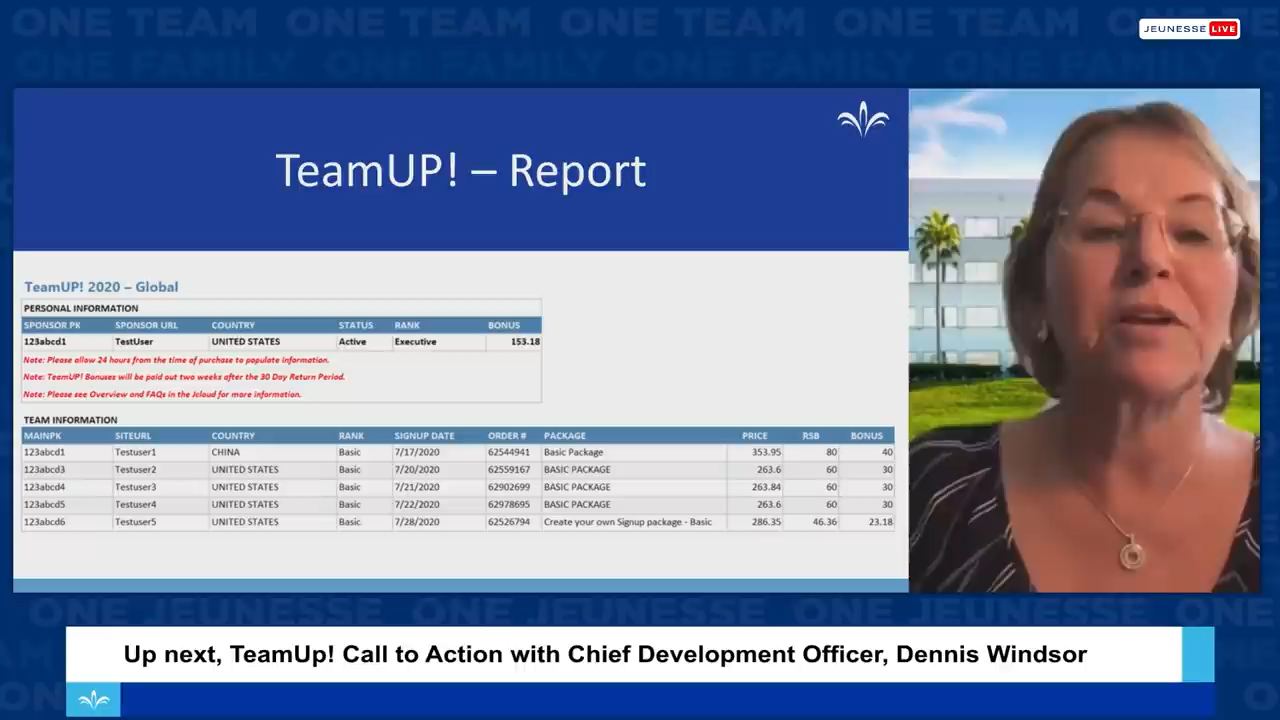 ONE TEAM ONE TEAM ONE TEAM ONE TEAM ONE
ONE FAMILY ONE FAMILY ONE FAMILY ONE
JEUNESSE LIVE
TeamUP! – Report
TeamUP! 2020 – Global
PERSONAL INFORMATION
SPONSOR PK SPONSOR URL COUNTRY STATUS RANK BONUS
123abcd1 TestUser UNITED STATES Active Executive 153.18
Note: Please allow 24 hours from the time of purchase to populate information.
Note: TeamUP! Bonuses will be paid out two weeks after the 30 Day Return Period.
Note: Please see Overview and FAQs in the Jcloud for more information.
TEAM INFORMATION
MAINPK SITEURL COUNTRY RANK SIGNUP DATE ORDER # PACKAGE PRICE RSB BONUS
123abcd1 Testuser1 CHINA Basic 7/17/2020 62544941 Basic Package 353.95 80 40
123abcd3 Testuser2 UNITED STATES Basic 7/20/2020 62559167 BASIC PACKAGE 263.6 60 30
123abcd4 Testuser3 UNITED STATES Basic 7/21/2020 62902699 BASIC PACKAGE 263.84 60 30
123abcd5 Testuser4 UNITED STATES Basic 7/22/2020 62978695 BASIC PACKAGE 263.6 60 30
123abcd6 Testuser5 UNITED STATES Basic 7/28/2020 62526794 Create your own Signup package - Basic 286.35 46.36 23.18
ONE JEUNESSE ONE JEUNESSE ONE JEUNESSE ONE
Up next, TeamUp! Call to Action with Chief Development Officer, Dennis Windsor